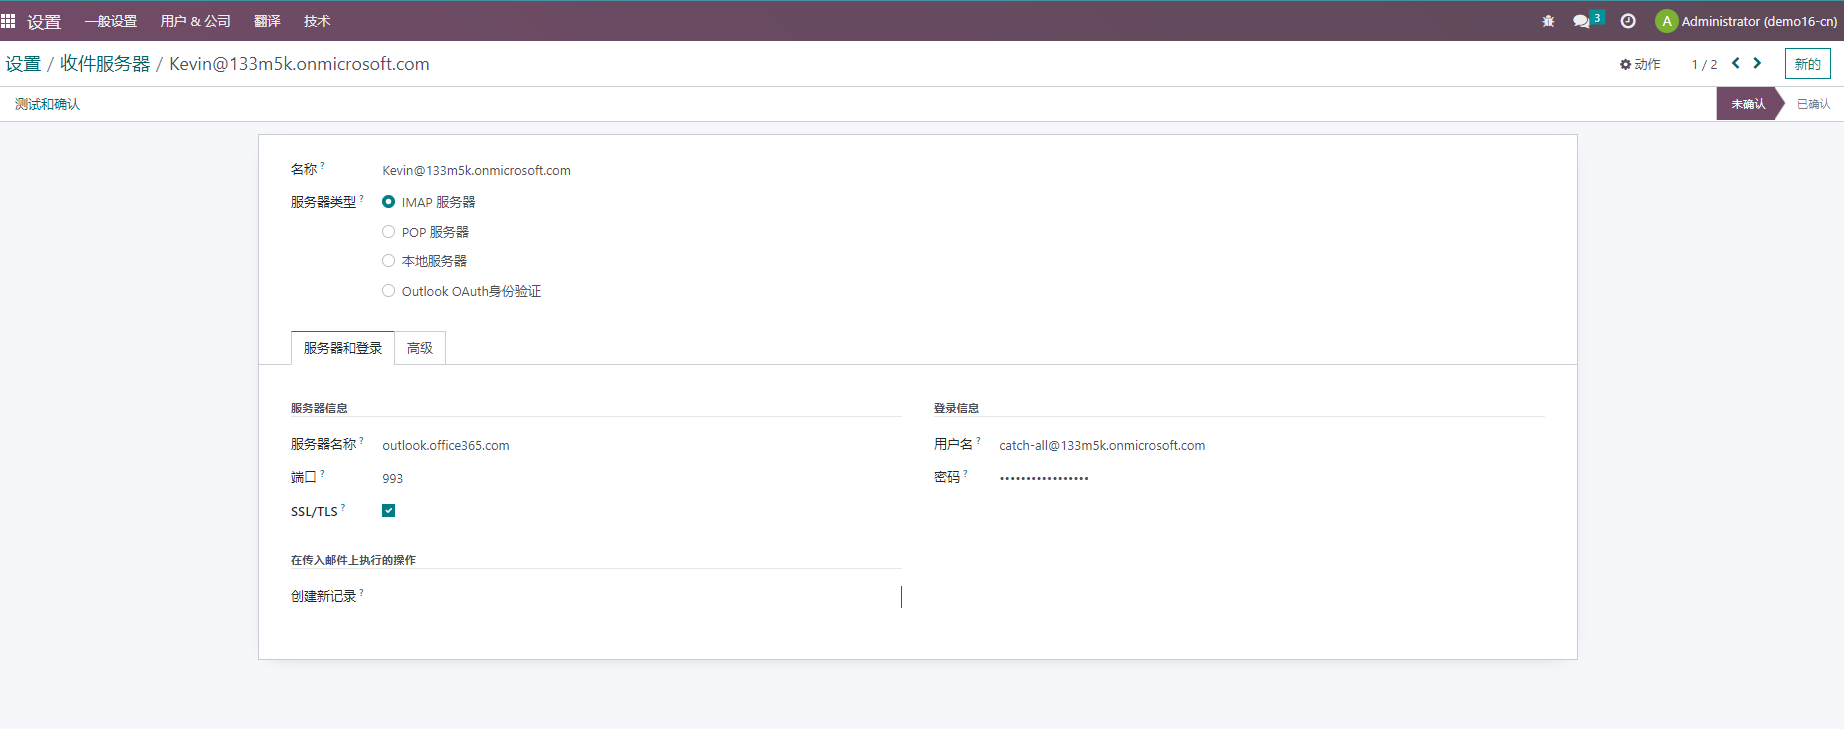 设置 一般设置 用户 & 公司 翻译 技术 3 A Administrator (demo16-cn)
设置 / 收件服务器 / Kevin@133m5k.onmicrosoft.com 动作 1 / 2 新的
测试和确认 未确认 已确认
名称 ? Kevin@133m5k.onmicrosoft.com
服务器类型 ? IMAP 服务器
POP 服务器
本地服务器
Outlook OAuth身份验证
服务器和登录 高级
服务器信息 登录信息
服务器名称 ? outlook.office365.com 用户名 ? catch-all@133m5k.onmicrosoft.com
端口 ? 993 密码 ? •••••••••••••••••
SSL/TLS ?
在传入邮件上执行的操作
创建新记录 ?